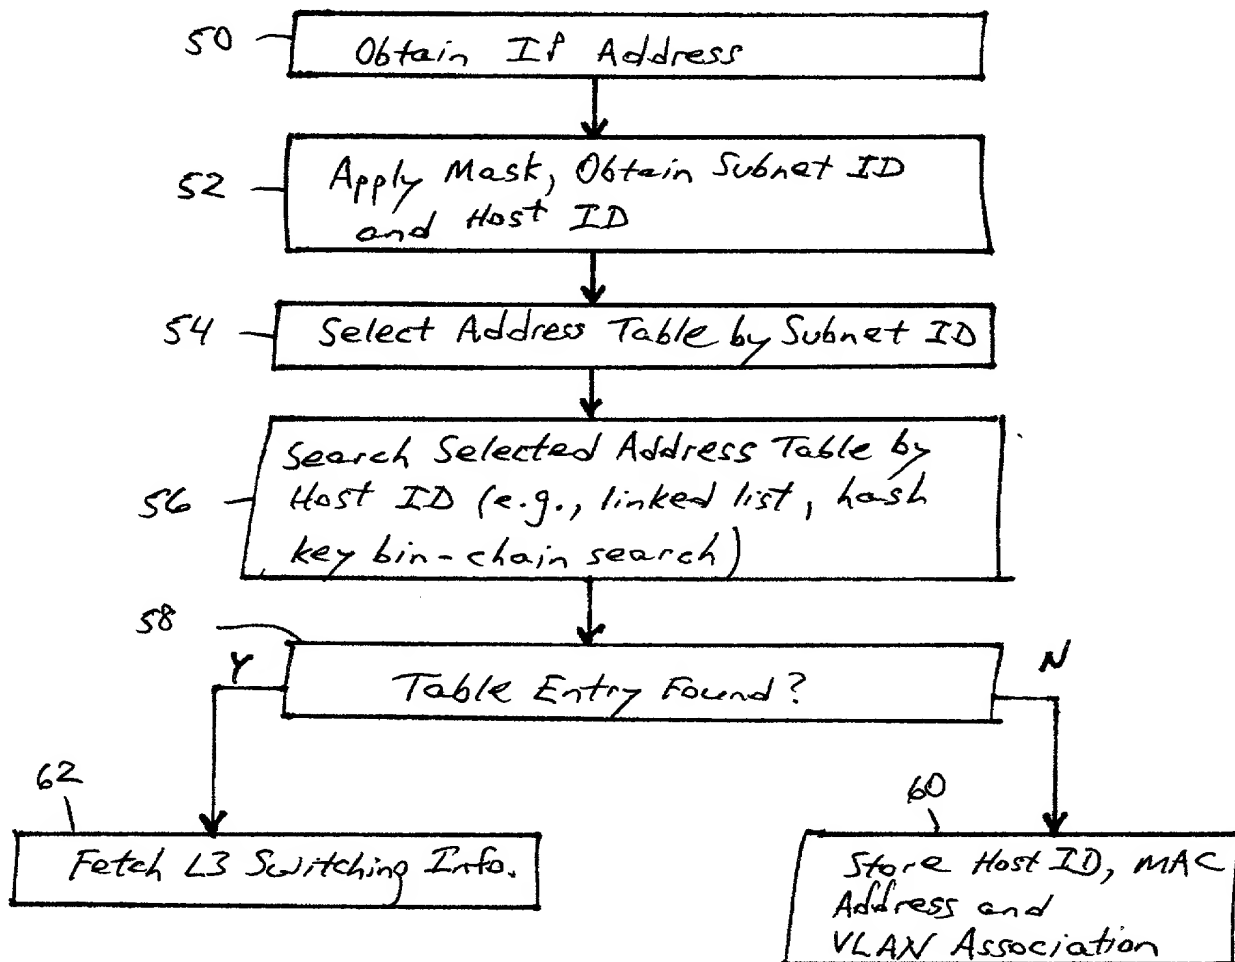 50
Obtain IP Address
52
Apply Mask, Obtain Subnet ID
and Host ID
54
Select Address Table by Subnet ID
56
Search Selected Address Table by
Host ID (e.g., linked list, hash
key bin-chain search)
58
Y
N
Table Entry Found?
62
60
Fetch L3 Switching Info.
Store Host ID, MAC
Address and
VLAN Association